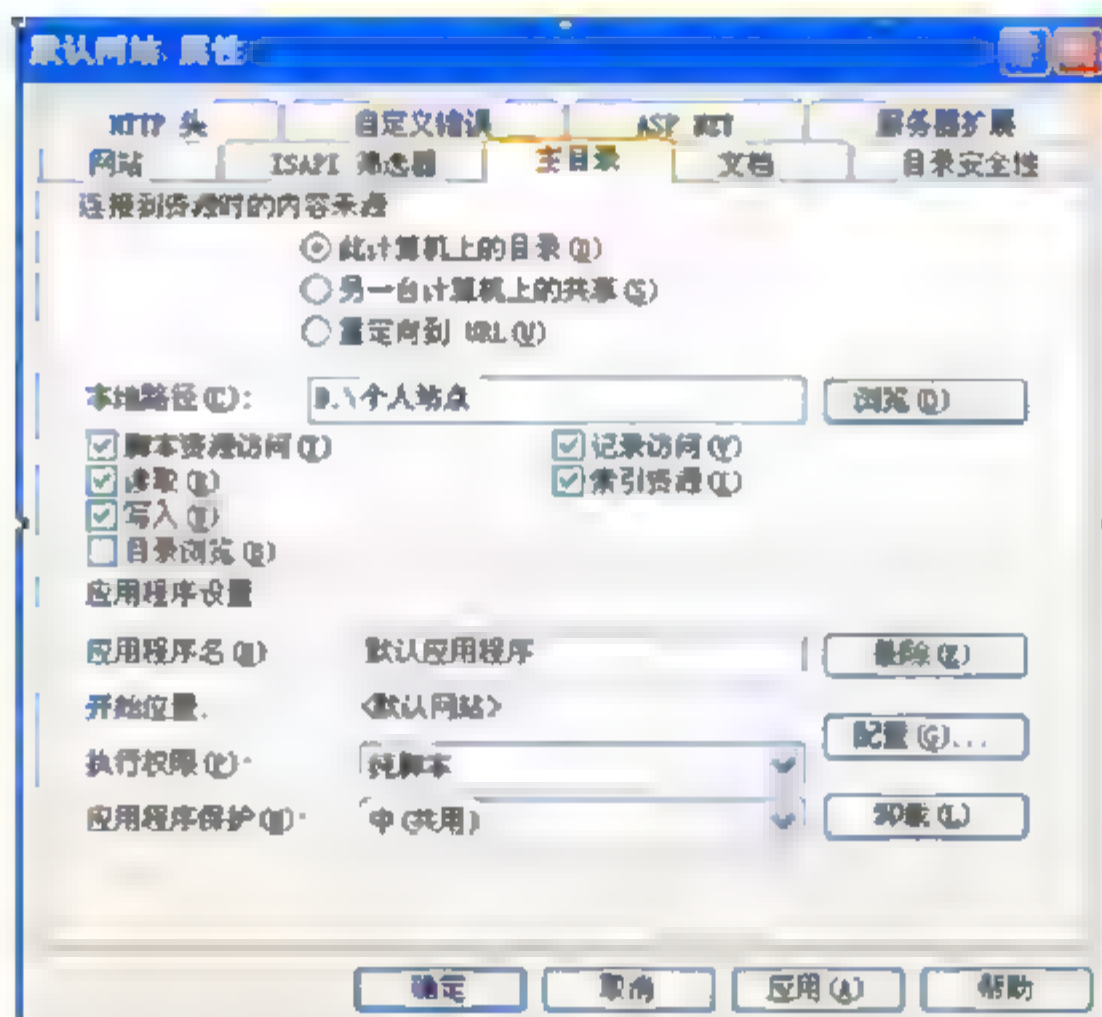 默认网站 属性
HTTP 头 自定义错误 ASP.NET 服务器扩展
网站 ISAPI 筛选器 主目录 文档 目录安全性
连接到资源时的内容来源
此计算机上的目录(D)
另一台计算机上的共享(S)
重定向到 URL(U)
本地路径(C): D:\个人站点 浏览(O)
脚本资源访问(T) 记录访问(V)
读取(R) 索引资源(I)
写入(W)
目录浏览(B)
应用程序设置
应用程序名(M) 默认应用程序 删除(E)
开始位置: <默认网站>
配置(G)...
执行权限(P): 纯脚本
应用程序保护(N): 中(共用) 卸载(L)
确定 取消 应用(A) 帮助